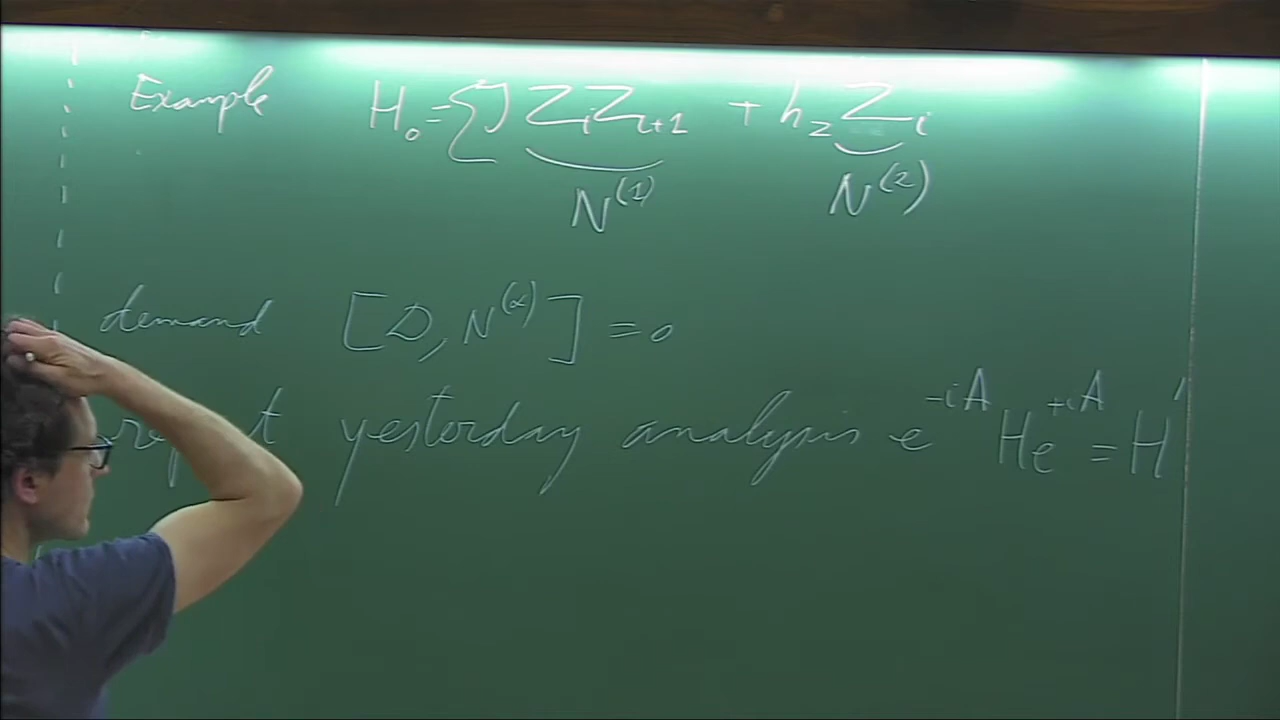 Example H₀ = ∑ J Z_i Z_{i+1} + h_z Z_i
N^{(1)} N^{(2)}
demand [D, N^{(α)}] = 0
yesterday analysis e^{-iA} H e^{+iA} = H'